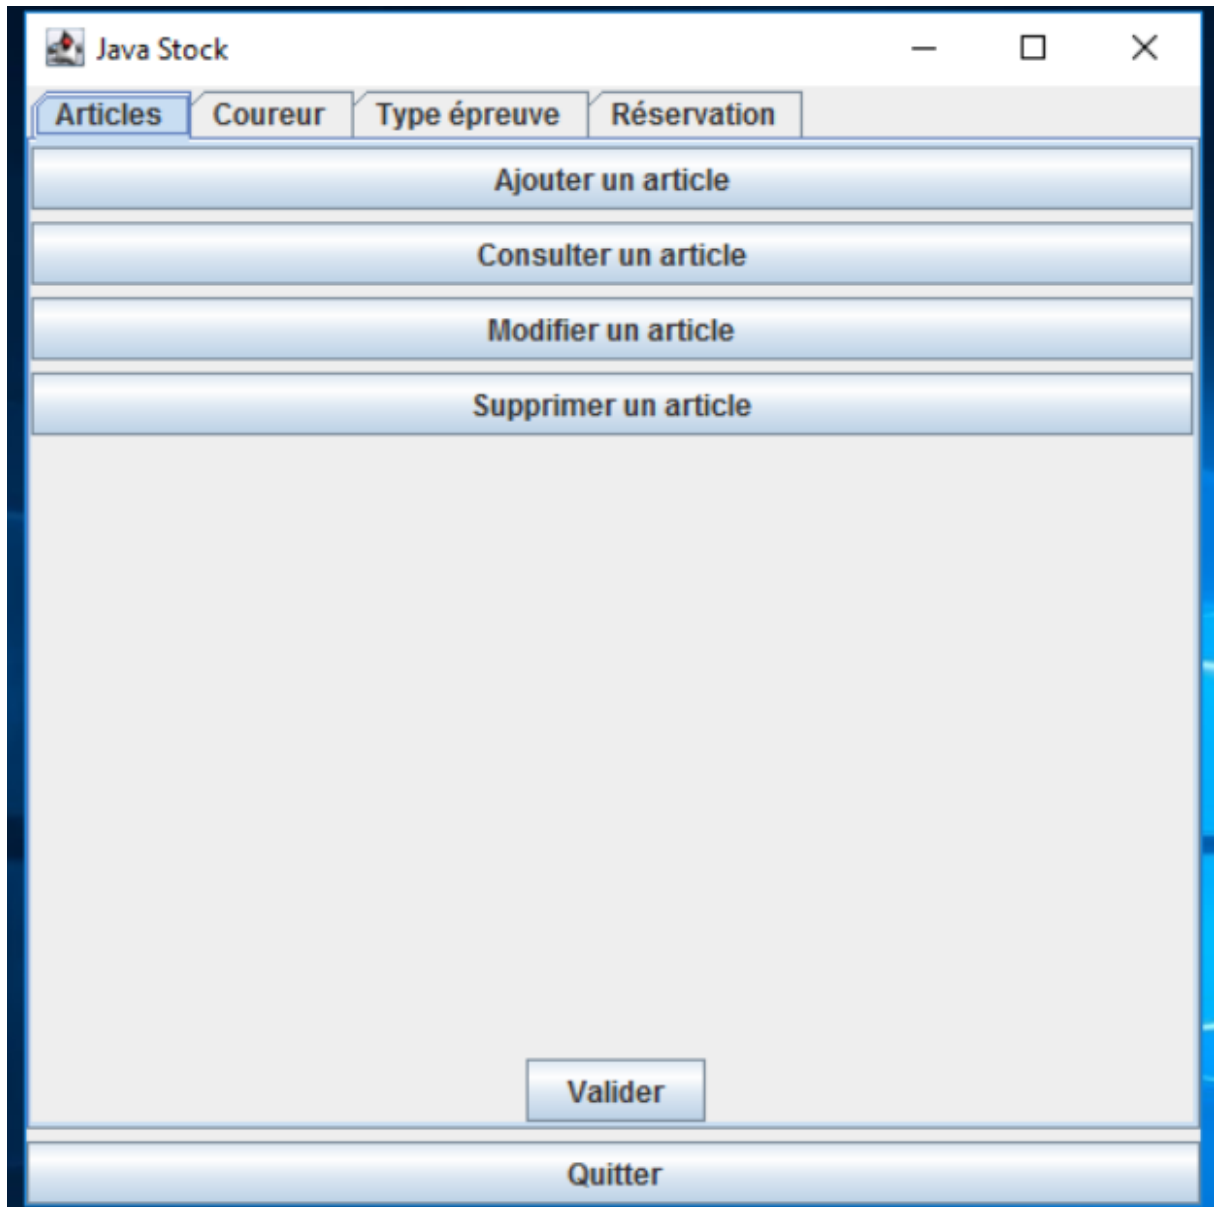 Java Stock
Articles Coureur Type épreuve Réservation
Ajouter un article
Consulter un article
Modifier un article
Supprimer un article
Valider
Quitter